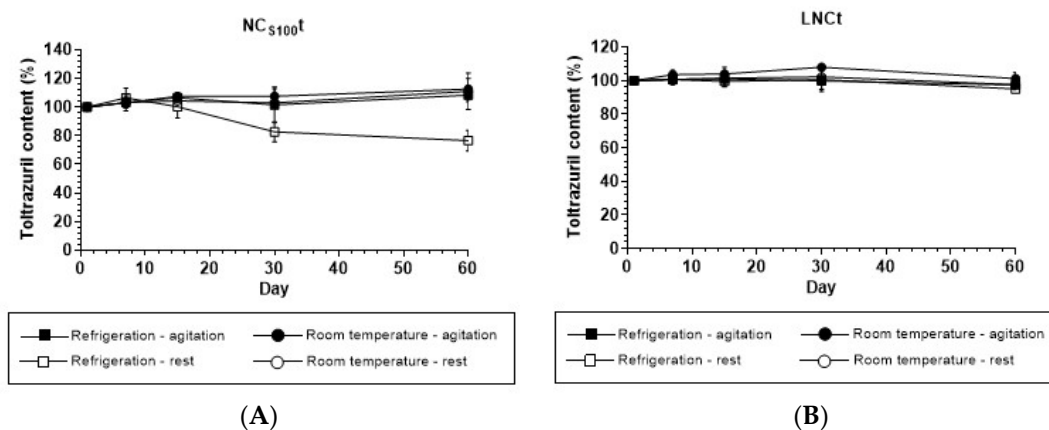 NCS100t
Toltrazuril content (%)
140
120
100
80
60
40
20
0
0 10 20 30 40 50 60
Day
Refrigeration - agitation
Room temperature - agitation
Refrigeration - rest
Room temperature - rest
(A)
LNCt
Toltrazuril content (%)
120
100
80
60
40
20
0
0 10 20 30 40 50 60
Day
Refrigeration - agitation
Room temperature - agitation
Refrigeration - rest
Room temperature - rest
(B)